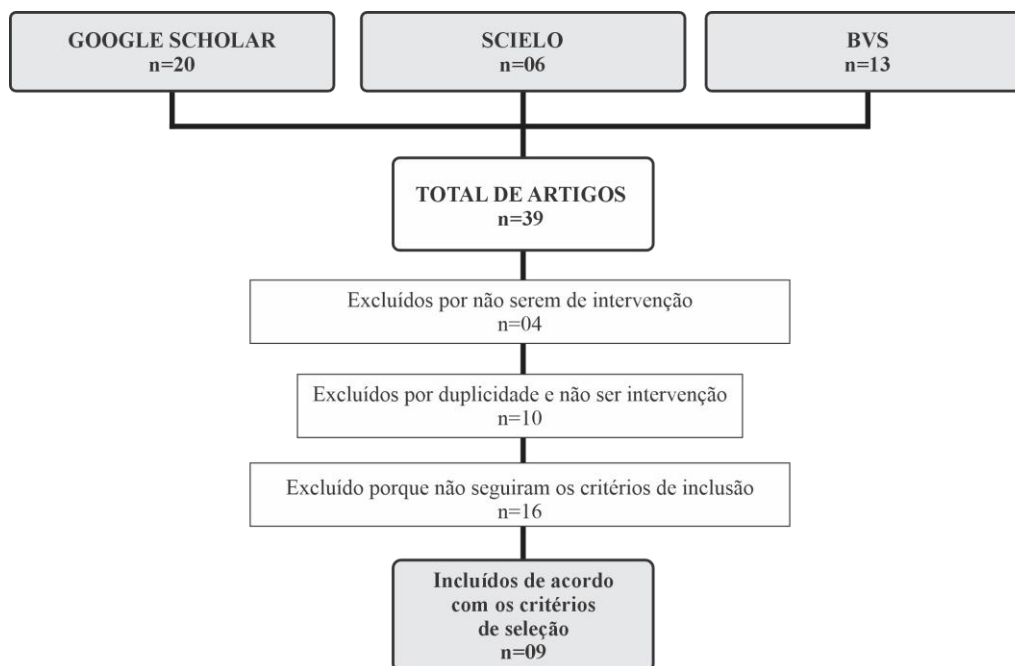 GOOGLE SCHOLAR
n=20
SCIELO
n=06
BVS
n=13
TOTAL DE ARTIGOS
n=39
Excluídos por não serem de intervenção
n=04
Excluídos por duplicidade e não ser intervenção
n=10
Excluído porque não seguiram os critérios de inclusão
n=16
Incluídos de acordo
com os critérios
de seleção
n=09